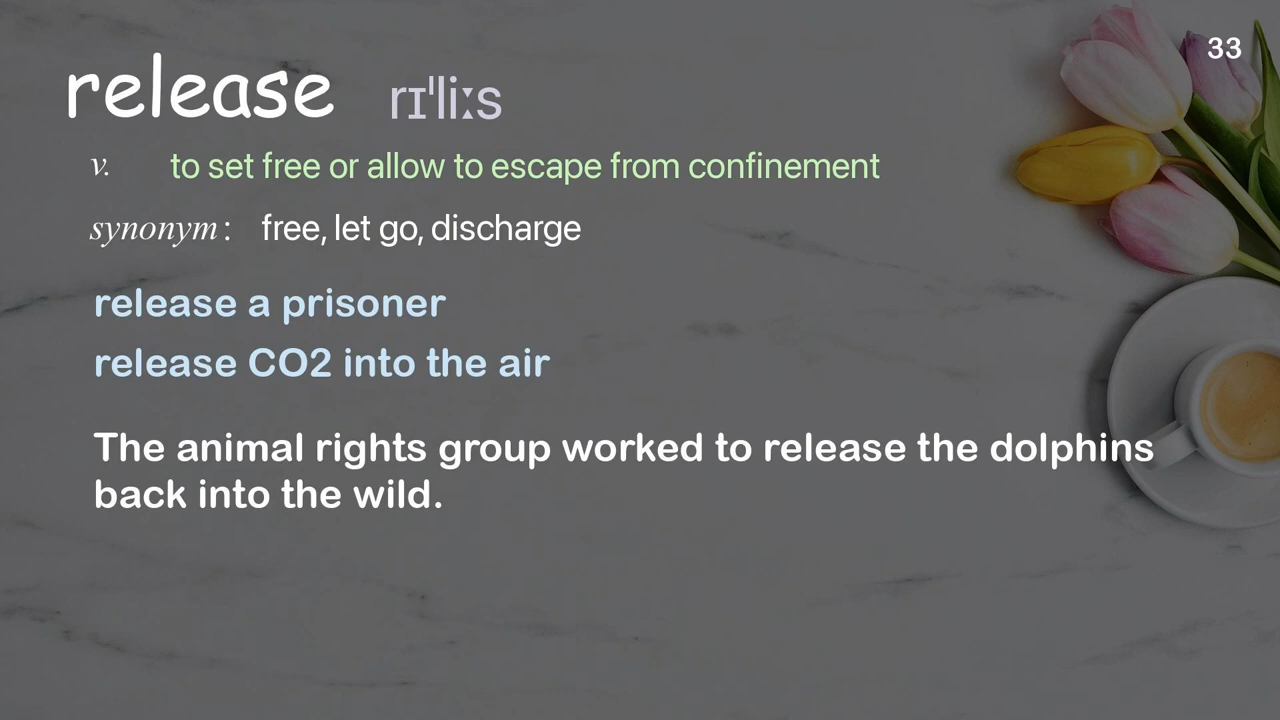 33
release rɪˈliːs
v. to set free or allow to escape from confinement
synonym : free, let go, discharge
release a prisoner
release CO2 into the air
The animal rights group worked to release the dolphins
back into the wild.